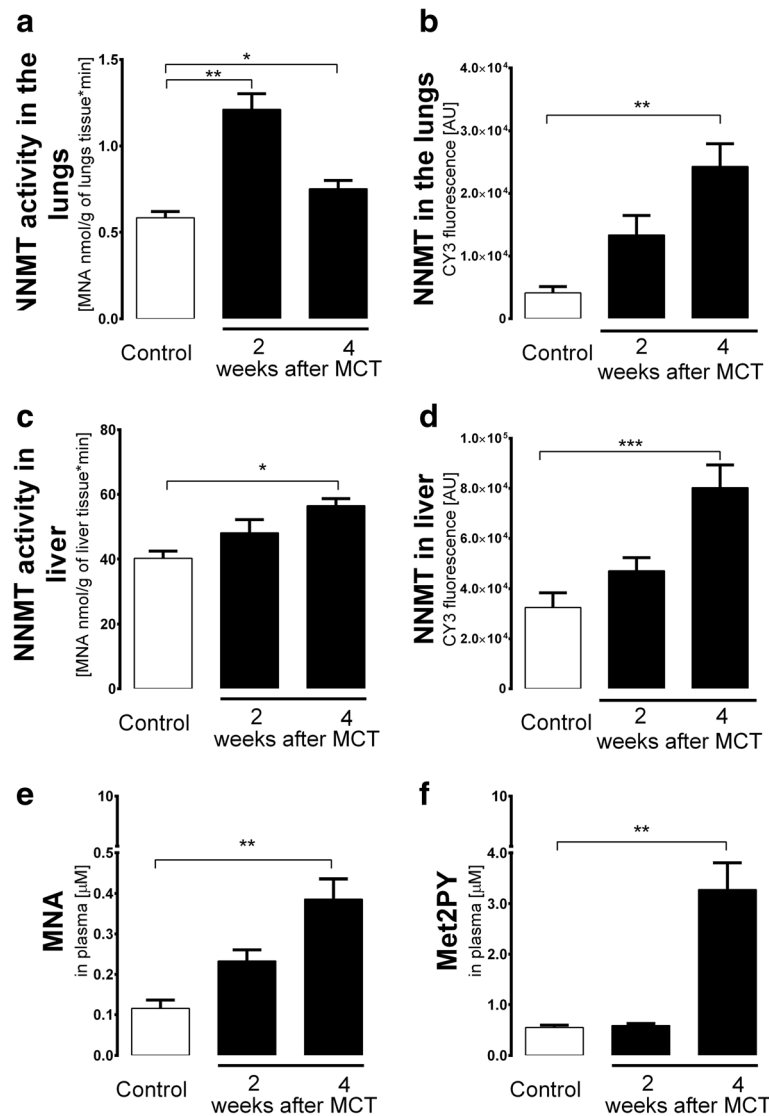 a
NNMT activity in the
lungs
[MNA nmol/g of lungs tissue*min]
1.5
1.0
0.5
0.0
*
**
Control
2
4
weeks after MCT
b
NNMT in the lungs
CY3 fluorescence [AU]
4.0×10⁴
3.0×10⁴
2.0×10⁴
1.0×10⁴
0
**
Control
2
4
weeks after MCT
c
NNMT activity in
liver
[MNA nmol/g of liver tissue*min]
80
60
40
20
0
*
Control
2
4
weeks after MCT
d
NNMT in liver
CY3 fluorescence [AU]
1.0×10⁵
8.0×10⁴
6.0×10⁴
4.0×10⁴
2.0×10⁴
0
***
Control
2
4
weeks after MCT
e
MNA
in plasma [µM]
10
0.5
0.4
0.3
0.2
0.1
0.0
**
Control
2
4
weeks after MCT
f
Met2PY
in plasma [µM]
10
4.0
3.0
2.0
1.0
0.0
**
Control
2
4
weeks after MCT